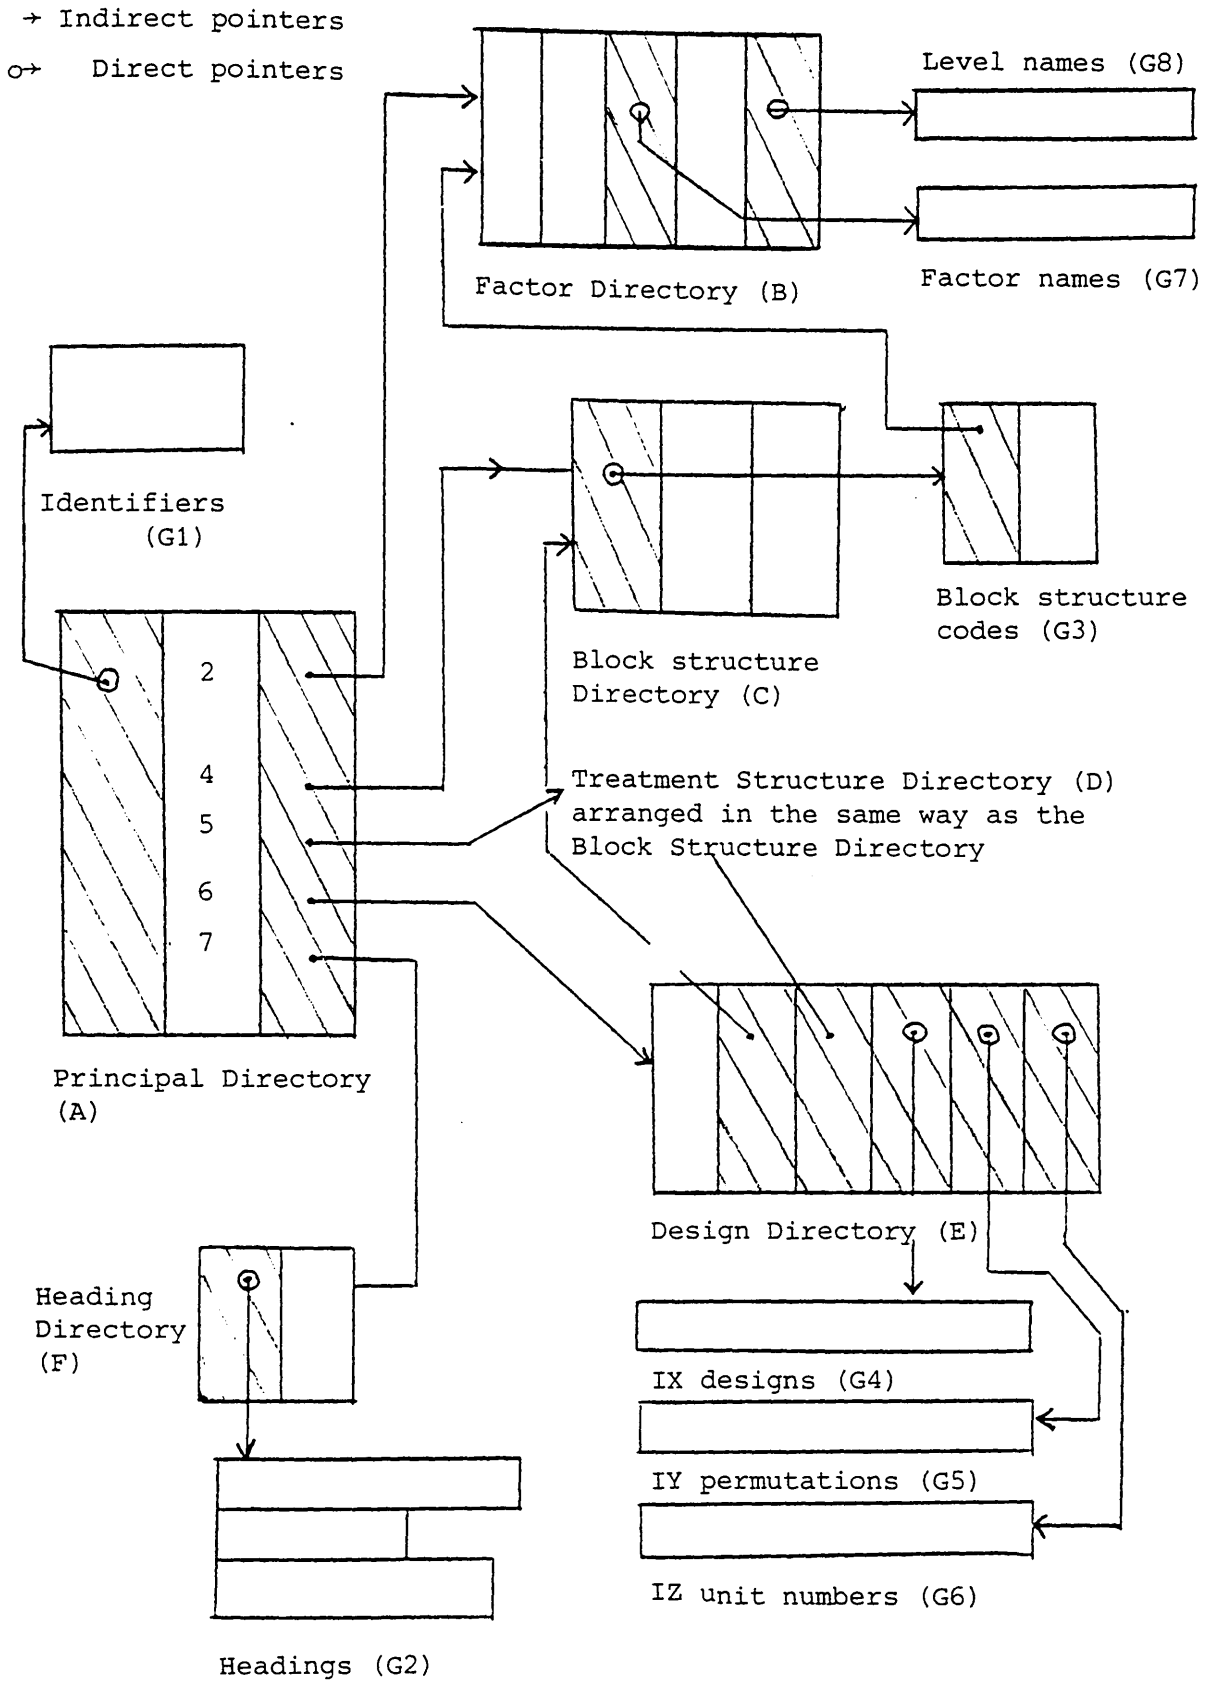 → Indirect pointers
o→ Direct pointers
Level names (G8)
Factor names (G7)
Factor Directory (B)
Identifiers
(G1)
Block structure
codes (G3)
Block structure
Directory (C)
2
4
5
6
7
Treatment Structure Directory (D)
arranged in the same way as the
Block Structure Directory
Principal Directory
(A)
Design Directory (E)
Heading
Directory
(F)
IX designs (G4)
IY permutations (G5)
IZ unit numbers (G6)
Headings (G2)